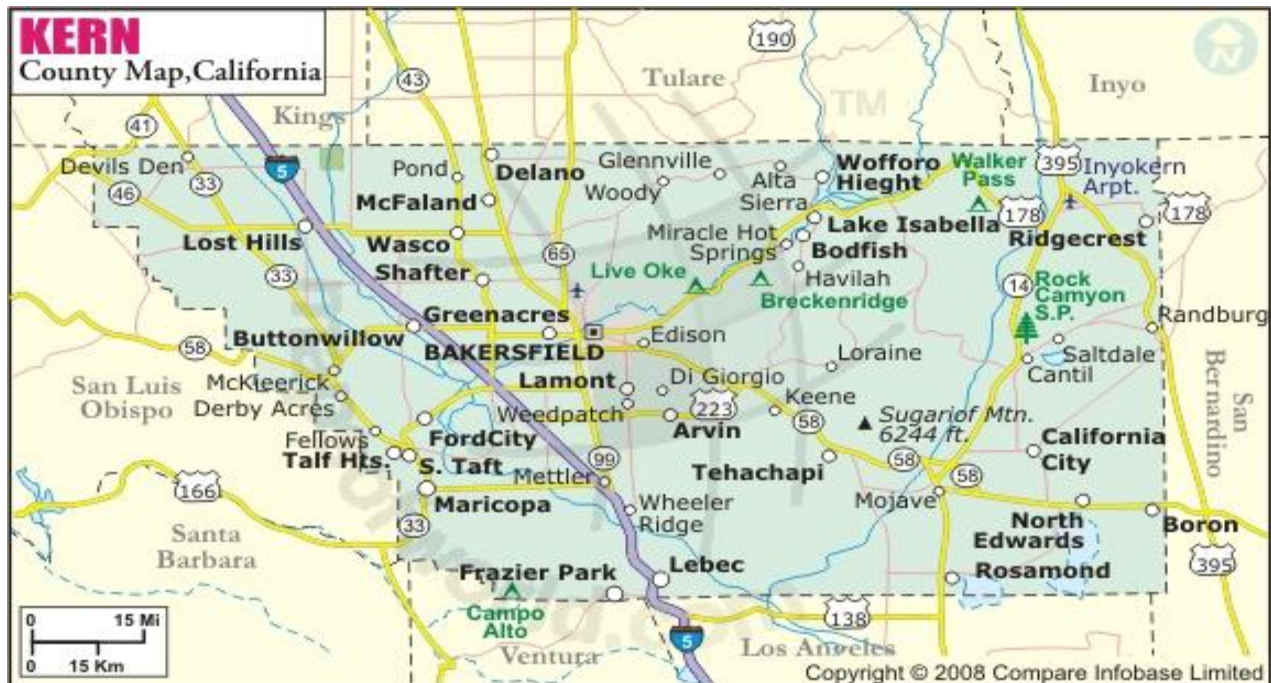 KERN
County Map,California
190
Tulare
Inyo
43
Kings
TM
41
Devils Den
5
Pond
Delano
Glennville
Woody
Alta
Sierra
Wofforo
Hieght
Walker
Pass
395
Inyokern
Arpt.
46
33
McFaland
178
178
Lost Hills
Wasco
Lake Isabella
Ridgecrest
Miracle Hot
Springs
Bodfish
65
Shafter
Live Oke
Havilah
33
Breckenridge
14
Rock
Camyon
S.P.
Greenacres
Randburg
Buttonwillow
BAKERSFIELD
Edison
58
Loraine
Saltdale
Cantil
San Luis
Obispo
McKieerick
Derby Acres
Lamont
Di Giorgio
Keene
San
Bernardino
Weedpatch
223
Sugariof Mtn.
6244 ft.
Fellows
FordCity
Arvin
58
California
City
Talf Hts.
S. Taft
99
Tehachapi
58
58
166
Mettler
Mojave
Maricopa
Wheeler
Ridge
North
Edwards
Boron
33
Santa
Barbara
Frazier Park
Lebec
Rosamond
395
Campo
Alto
138
0 15 Mi
0 15 Km
5
Ventura
Los Angeles
Copyright © 2008 Compare Infobase Limited